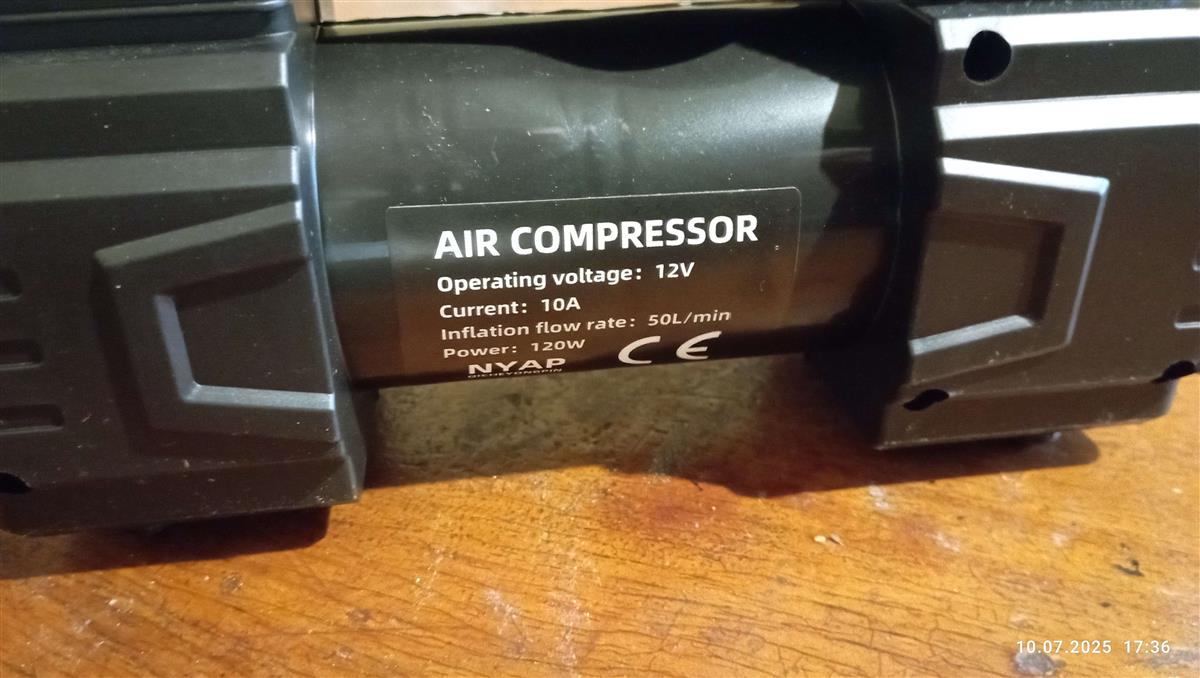 AIR COMPRESSOR
Operating voltage: 12V
Current: 10A
Inflation flow rate: 50L/min
Power: 120W
NYAP CE
QICHEYONGPIN
10.07.2025 17:36